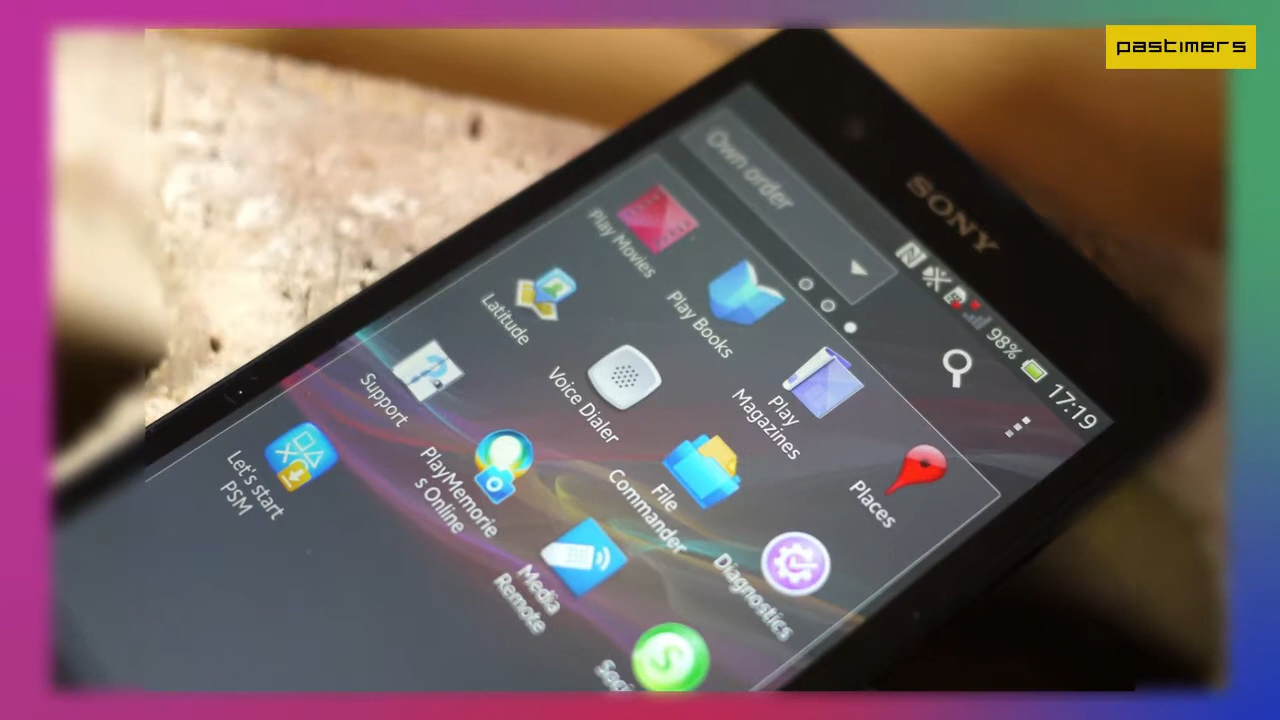 pastimers
SONY
98%
17:19
Own order
Play Movies
Play Books
Play
Magazines
Places
Latitude
Voice Dialer
File
Commander
Diagnostics
Support
PlayMemorie
s Online
Media
Remote
Let's start
PSM